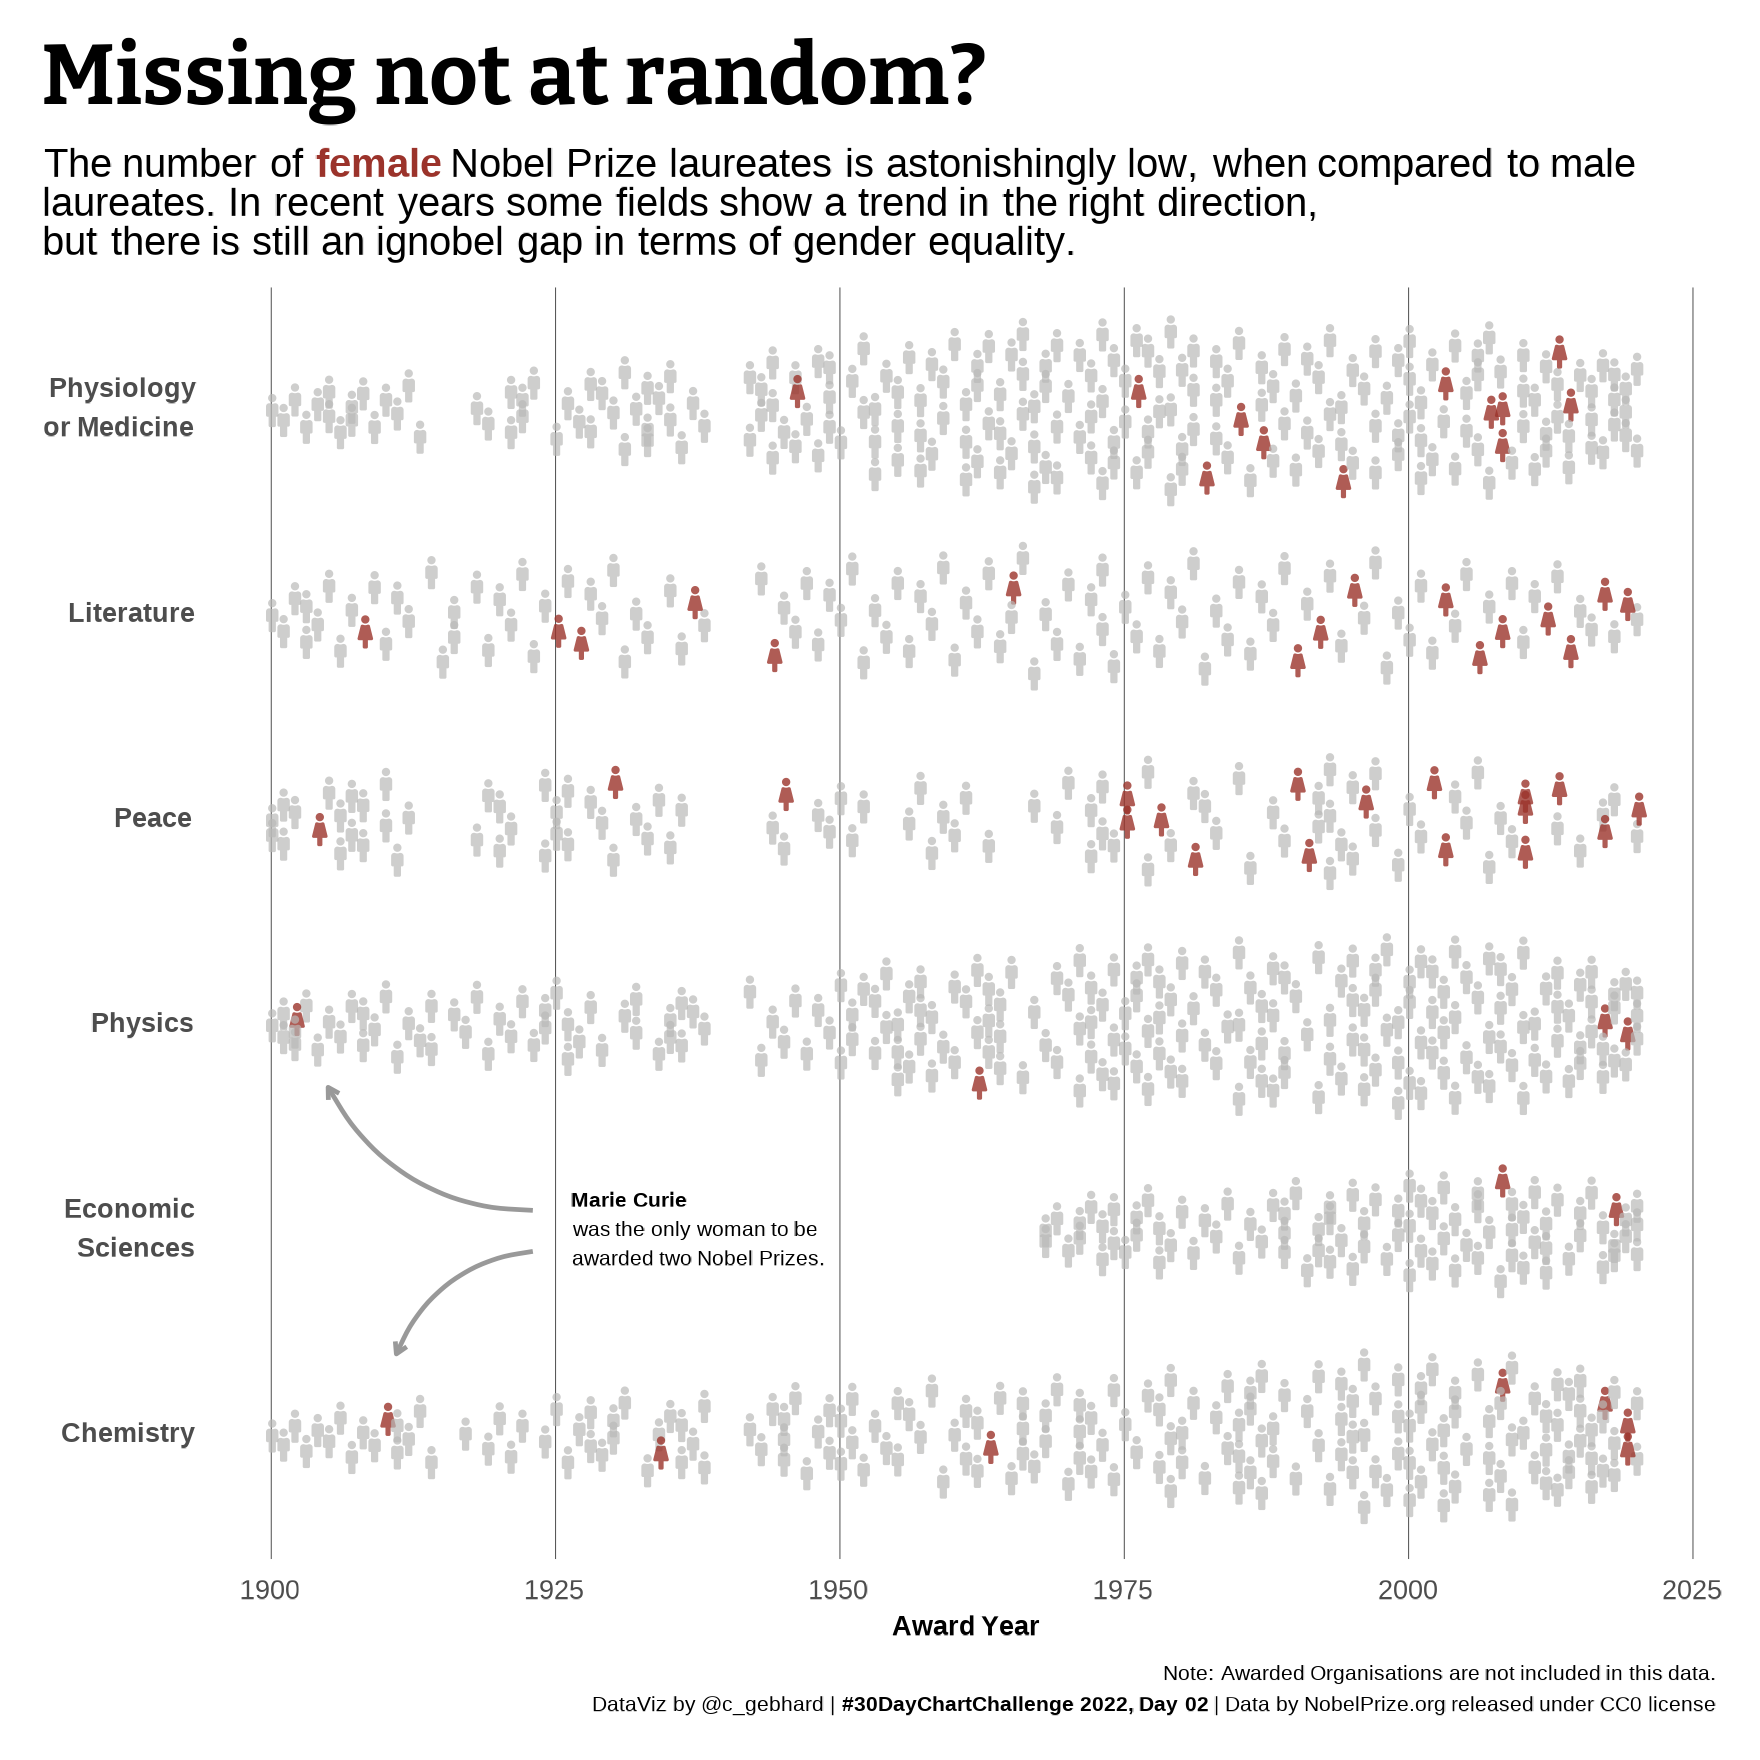 Missing not at random?
The number of female Nobel Prize laureates is astonishingly low, when compared to male
laureates. In recent years some fields show a trend in the right direction,
but there is still an ignobel gap in terms of gender equality.
Physiology
or Medicine
Literature
Peace
Physics
Economic
Sciences
Marie Curie
was the only woman to be
awarded two Nobel Prizes.
Chemistry
1900 1925 1950 1975 2000 2025
Award Year
Note: Awarded Organisations are not included in this data.
DataViz by @c_gebhard | #30DayChartChallenge 2022, Day 02 | Data by NobelPrize.org released under CC0 license